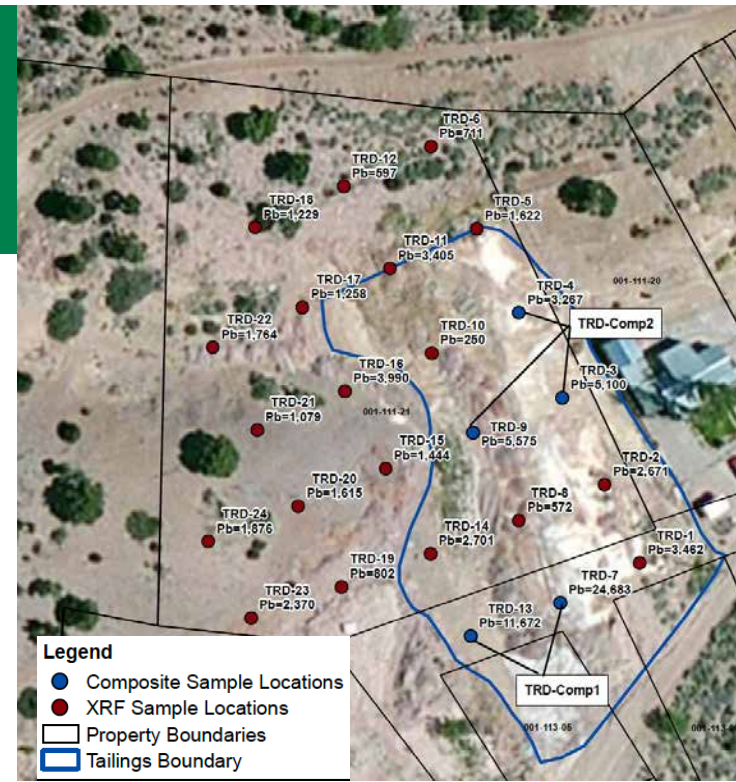 TRD-6
Pb=711
TRD-12
Pb=597
TRD-18
Pb=1,229
TRD-5
Pb=1,622
TRD-11
Pb=3,405
TRD-17
Pb=1,258
TRD-4
Pb=3,267
001-111-20
TRD-Comp2
TRD-22
Pb=1,764
TRD-10
Pb=250
TRD-16
Pb=3,990
TRD-3
Pb=5,100
TRD-21
Pb=1,079
001-111-21
TRD-9
Pb=5,575
TRD-15
Pb=1,444
TRD-2
Pb=2,671
TRD-20
Pb=1,615
TRD-8
Pb=572
TRD-24
Pb=1,876
TRD-14
Pb=2,701
TRD-1
Pb=3,462
TRD-19
Pb=802
TRD-7
Pb=24,683
TRD-23
Pb=2,370
TRD-13
Pb=11,672
TRD-Comp1
001-113-05
Legend
Composite Sample Locations
XRF Sample Locations
Property Boundaries
Tailings Boundary